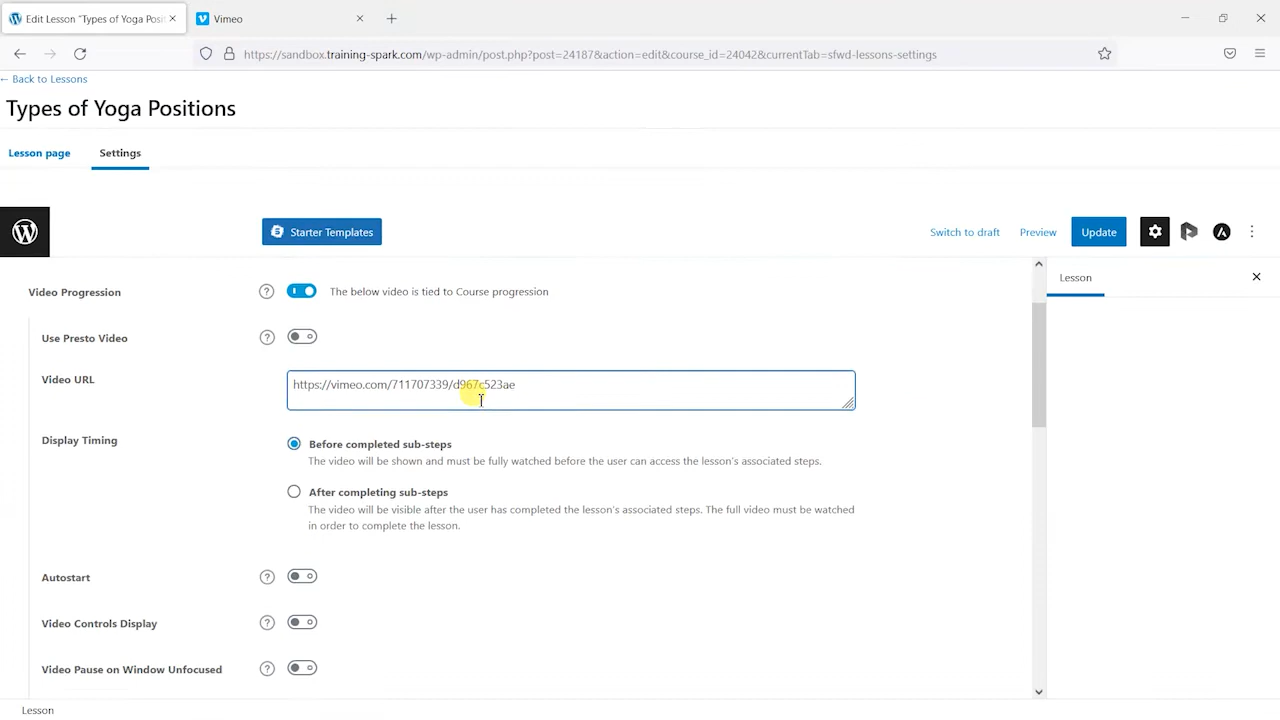 Edit Lesson "Types of Yoga Posit
Vimeo
https://sandbox.training-spark.com/wp-admin/post.php?post=24187&action=edit&course_id=24042&currentTab=sfwd-lessons-settings
← Back to Lessons
Types of Yoga Positions
Lesson page
Settings
Starter Templates
Switch to draft
Preview
Update
Lesson
Video Progression
The below video is tied to Course progression
Use Presto Video
Video URL
https://vimeo.com/711707339/d967c523ae
Display Timing
Before completed sub-steps
The video will be shown and must be fully watched before the user can access the lesson's associated steps.
After completing sub-steps
The video will be visible after the user has completed the lesson's associated steps. The full video must be watched
in order to complete the lesson.
Autostart
Video Controls Display
Video Pause on Window Unfocused
Lesson